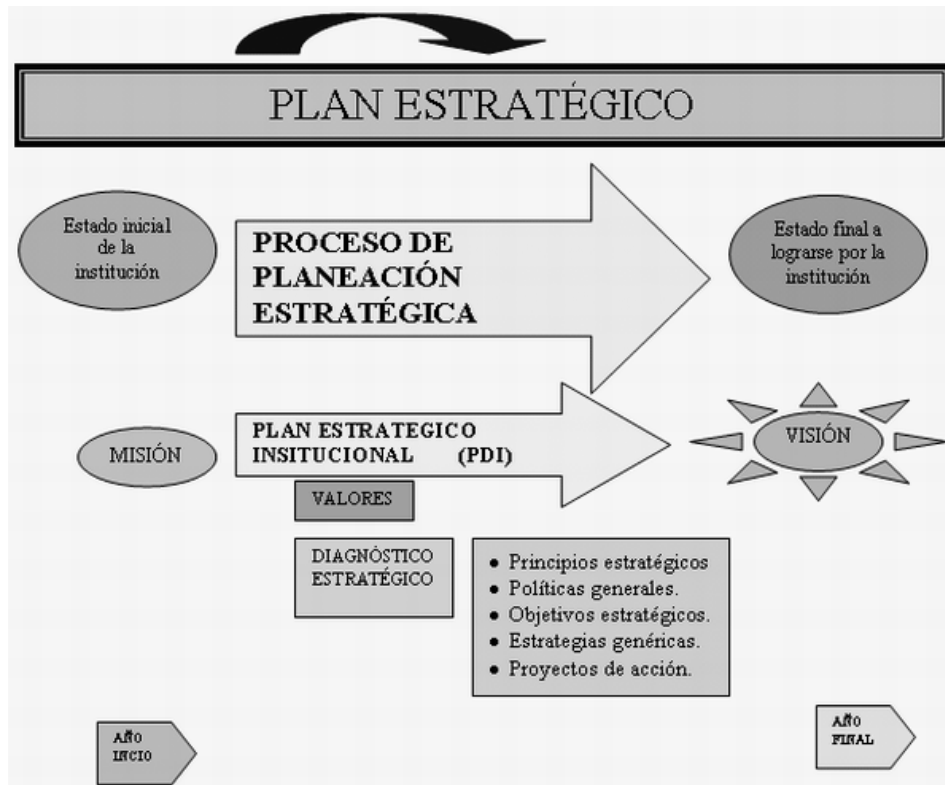 PLAN ESTRATÉGICO
Estado inicial
de la
institución
PROCESO DE
PLANEACIÓN
ESTRATÉGICA
Estado final a
lograrse por la
institución
MISIÓN
PLAN ESTRATEGICO
INSITUCIONAL (PDI)
VISIÓN
VALORES
DIAGNÓSTICO
ESTRATÉGICO
• Principios estratégicos
• Políticas generales.
• Objetivos estratégicos.
• Estrategias genéricas.
• Proyectos de acción.
AÑO
INCIO
AÑO
FINAL